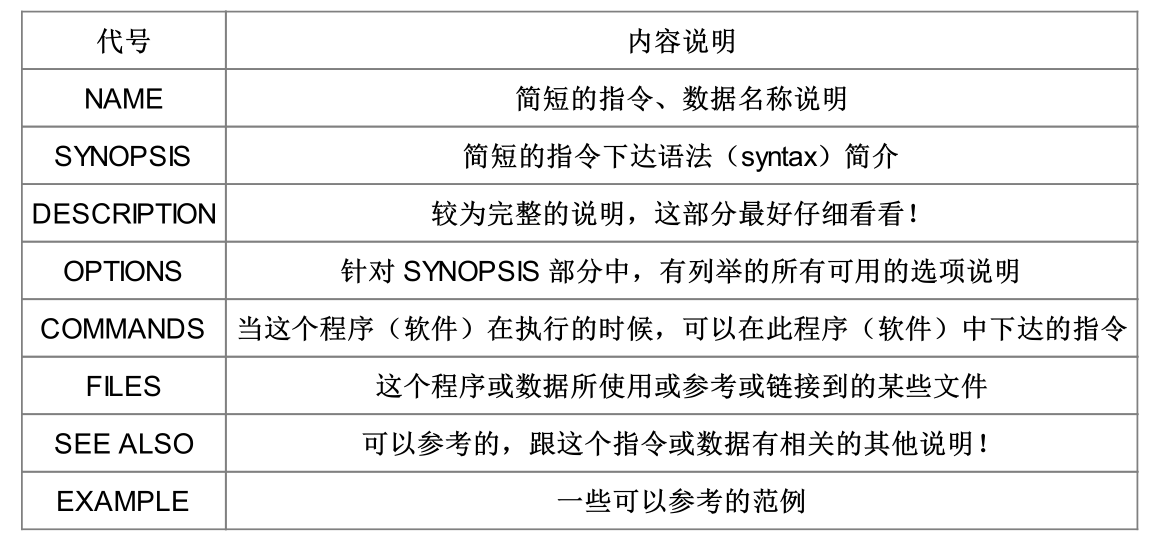 代号 内容说明
NAME 简短的指令、数据名称说明
SYNOPSIS 简短的指令下达语法（syntax）简介
DESCRIPTION 较为完整的说明，这部分最好仔细看看！
OPTIONS 针对 SYNOPSIS 部分中，有列举的所有可用的选项说明
COMMANDS 当这个程序（软件）在执行的时候，可以在此程序（软件）中下达的指令
FILES 这个程序或数据所使用或参考或链接到的某些文件
SEE ALSO 可以参考的，跟这个指令或数据有相关的其他说明！
EXAMPLE 一些可以参考的范例